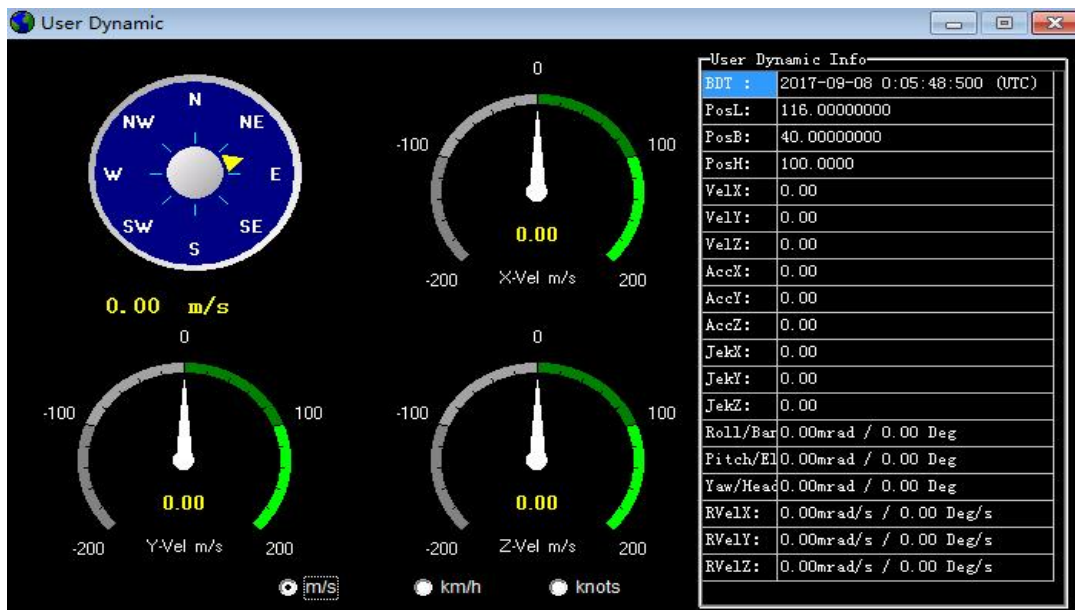 User Dynamic
N
NW NE
W E
SW SE
S
0.00 m/s
0
-100 100
0.00
-200 X-Vel m/s 200
0
-100 100
0.00
-200 Y-Vel m/s 200
0
-100 100
0.00
-200 Z-Vel m/s 200
m/s km/h knots
User Dynamic Info
BDT : 2017-09-08 0:05:48:500 (UTC)
PosL: 116.00000000
PosB: 40.00000000
PosH: 100.0000
VelX: 0.00
VelY: 0.00
VelZ: 0.00
AccX: 0.00
AccY: 0.00
AccZ: 0.00
JekX: 0.00
JekY: 0.00
JekZ: 0.00
Roll/Ban 0.00mrad / 0.00 Deg
Pitch/El 0.00mrad / 0.00 Deg
Yaw/Head 0.00mrad / 0.00 Deg
RVelX: 0.00mrad/s / 0.00 Deg/s
RVelY: 0.00mrad/s / 0.00 Deg/s
RVelZ: 0.00mrad/s / 0.00 Deg/s